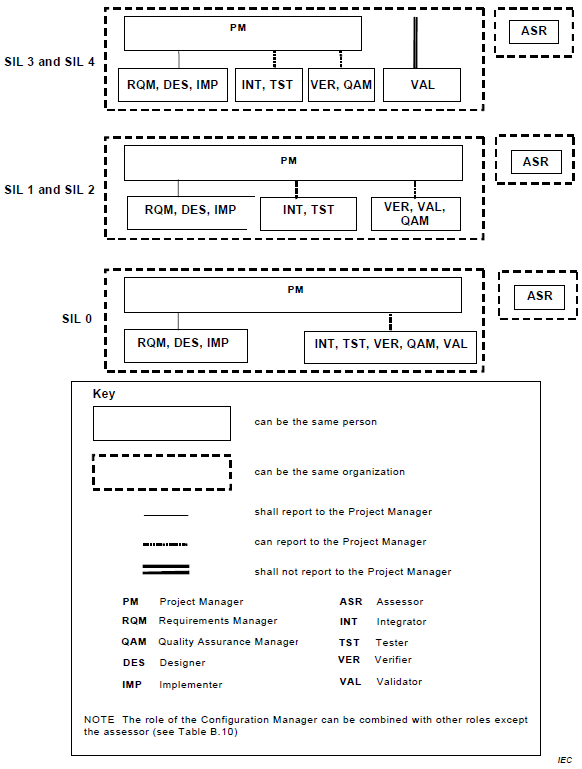 PM
ASR
SIL 3 and SIL 4
RQM, DES, IMP
INT, TST
VER, QAM
VAL
PM
ASR
SIL 1 and SIL 2
RQM, DES, IMP
INT, TST
VER, VAL,
QAM
PM
ASR
SIL 0
RQM, DES, IMP
INT, TST, VER, QAM, VAL
Key
can be the same person
can be the same organization
shall report to the Project Manager
can report to the Project Manager
shall not report to the Project Manager
PM Project Manager
ASR Assessor
RQM Requirements Manager
INT Integrator
QAM Quality Assurance Manager
TST Tester
DES Designer
VER Verifier
IMP Implementer
VAL Validator
NOTE The role of the Configuration Manager can be combined with other roles except
the assessor (see Table B.10)
IEC